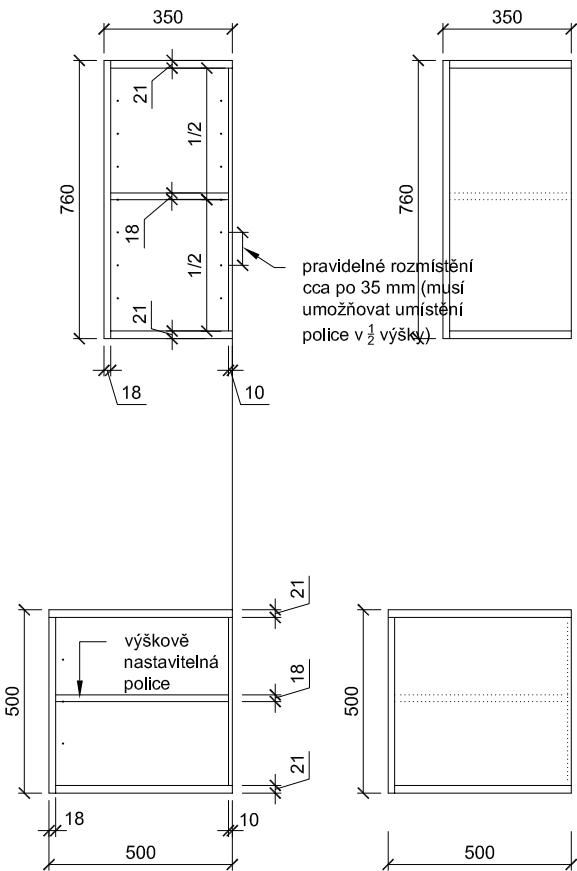 350
350
21
1/2
760
18
1/2
21
760
pravidelné rozmístění
cca po 35 mm (musí
umožňovat umístění
police v ½ výšky)
18
10
21
výškově
nastavitelná
police
18
500
500
21
18
10
500
500